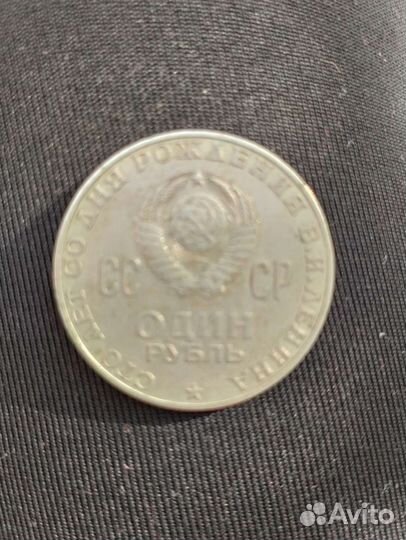 СТО ЛЕТ СО ДНЯ РОЖДЕНИЯ В.И.ЛЕНИНА
СС СР
ОДИН
РУБЛЬ
Avito